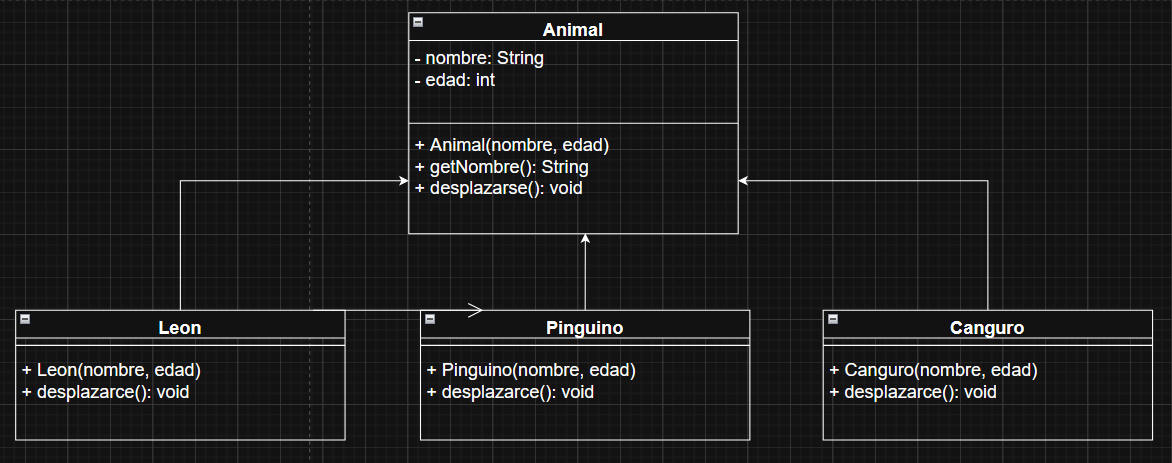 Animal
- nombre: String
- edad: int
+ Animal(nombre, edad)
+ getNombre(): String
+ desplazarse(): void
Leon
+ Leon(nombre, edad)
+ desplazarce(): void
Pinguino
+ Pinguino(nombre, edad)
+ desplazarce(): void
Canguro
+ Canguro(nombre, edad)
+ desplazarce(): void